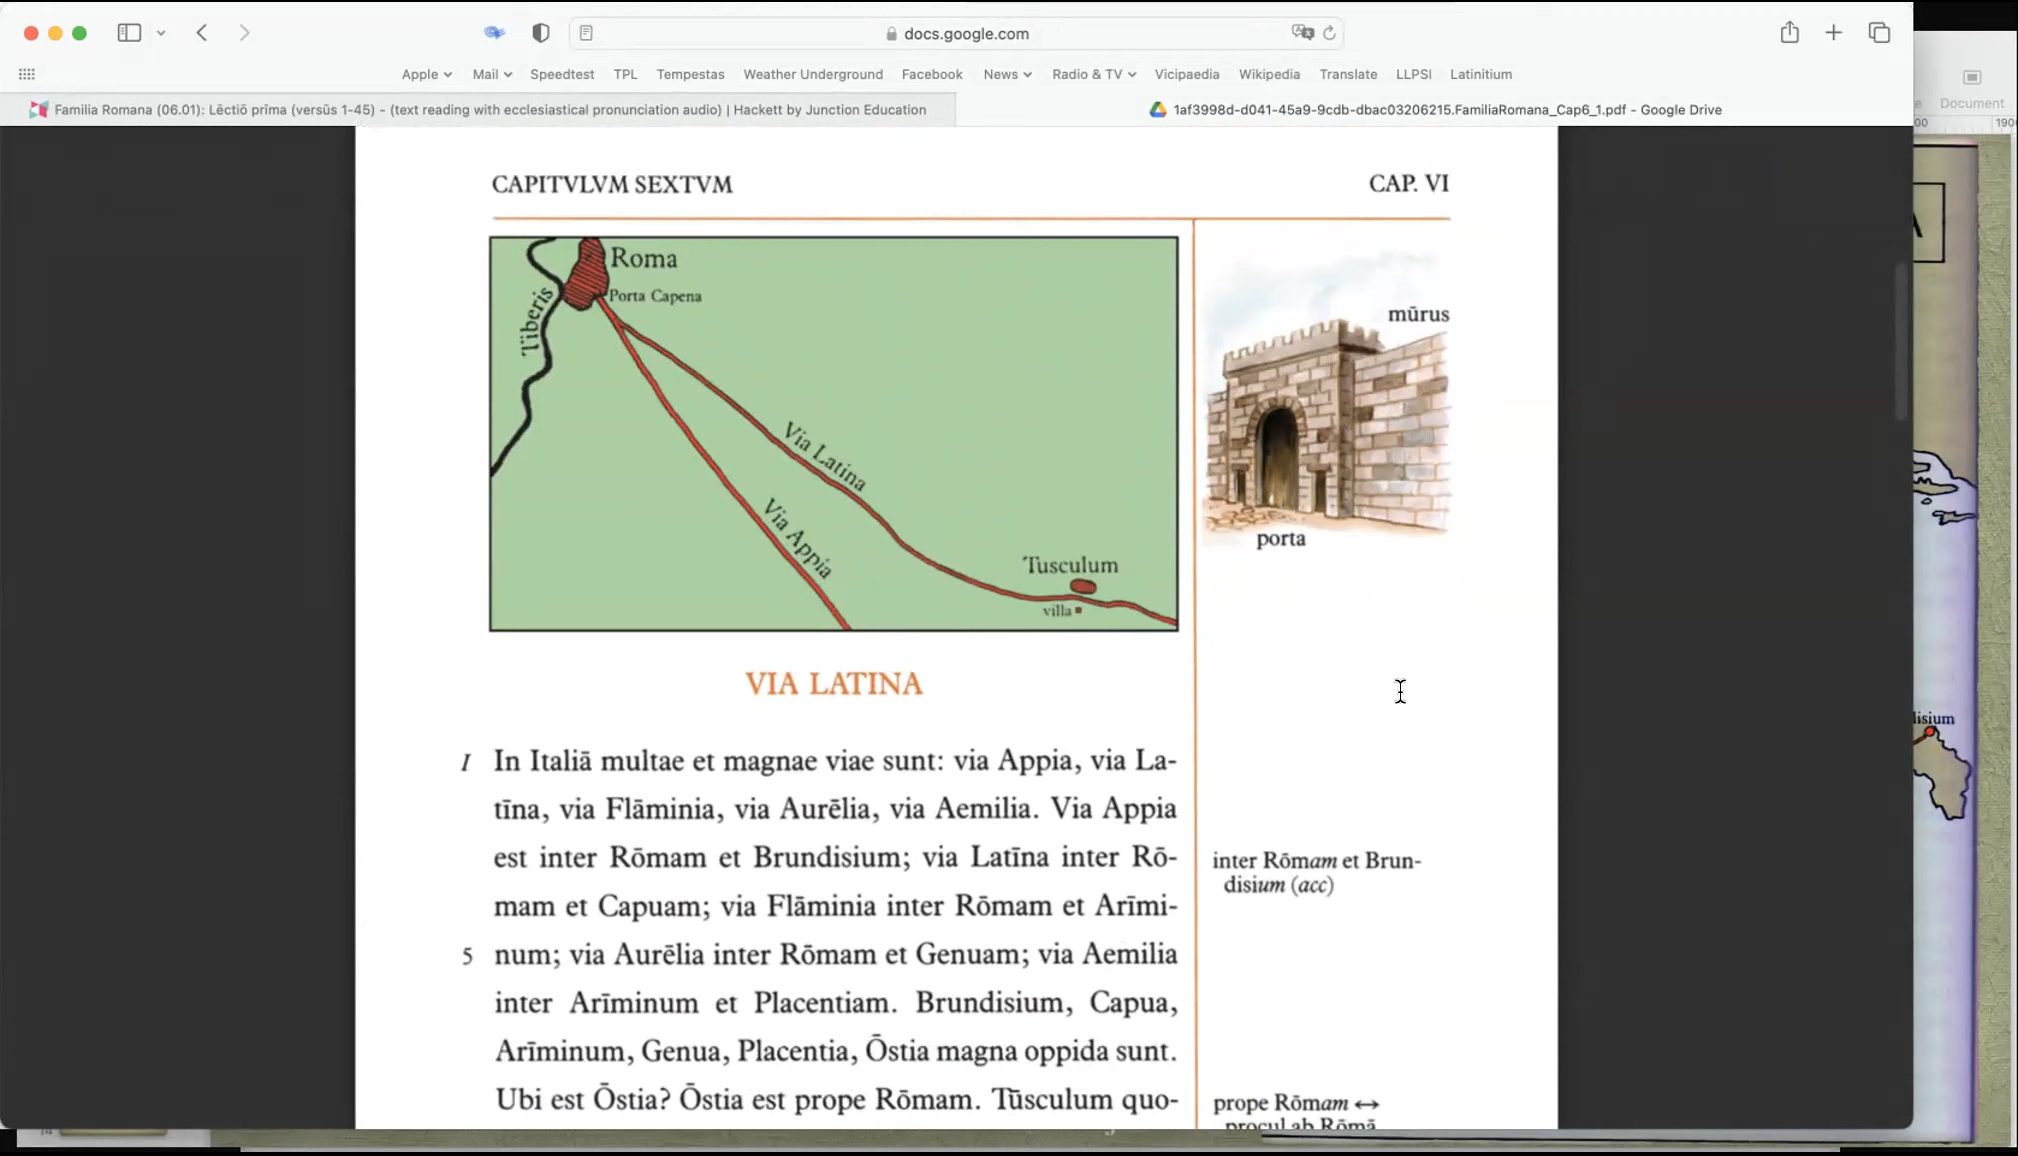 docs.google.com
Apple Mail Speedtest TPL Tempestas Weather Underground Facebook News Radio & TV Vicipaedia Wikipedia Translate LLPSI Latinitium
Familia Romana (06.01): Lēctiō prīma (versūs 1-45) - (text reading with ecclesiastical pronunciation audio) | Hackett by Junction Education
1af3998d-d041-45a9-9cdb-dbac03206215.FamiliaRomana_Cap6_1.pdf - Google Drive
Document
1900
CAPITVLVM SEXTVM
CAP. VI
Roma
Porta Capena
Tiberis
Via Latina
Via Appia
Tusculum
villa
mūrus
porta
VIA LATINA
I In Italiā multae et magnae viae sunt: via Appia, via La-
tīna, via Flāminia, via Aurēlia, via Aemilia. Via Appia
est inter Rōmam et Brundisium; via Latīna inter Rō-
mam et Capuam; via Flāminia inter Rōmam et Arīmi-
5 num; via Aurēlia inter Rōmam et Genuam; via Aemilia
inter Arīminum et Placentiam. Brundisium, Capua,
Arīminum, Genua, Placentia, Ōstia magna oppida sunt.
Ubi est Ōstia? Ōstia est prope Rōmam. Tūsculum quo-
inter Rōmam et Brun-
disium (acc)
prope Rōmam ↔
procul ab Rōmā
disium